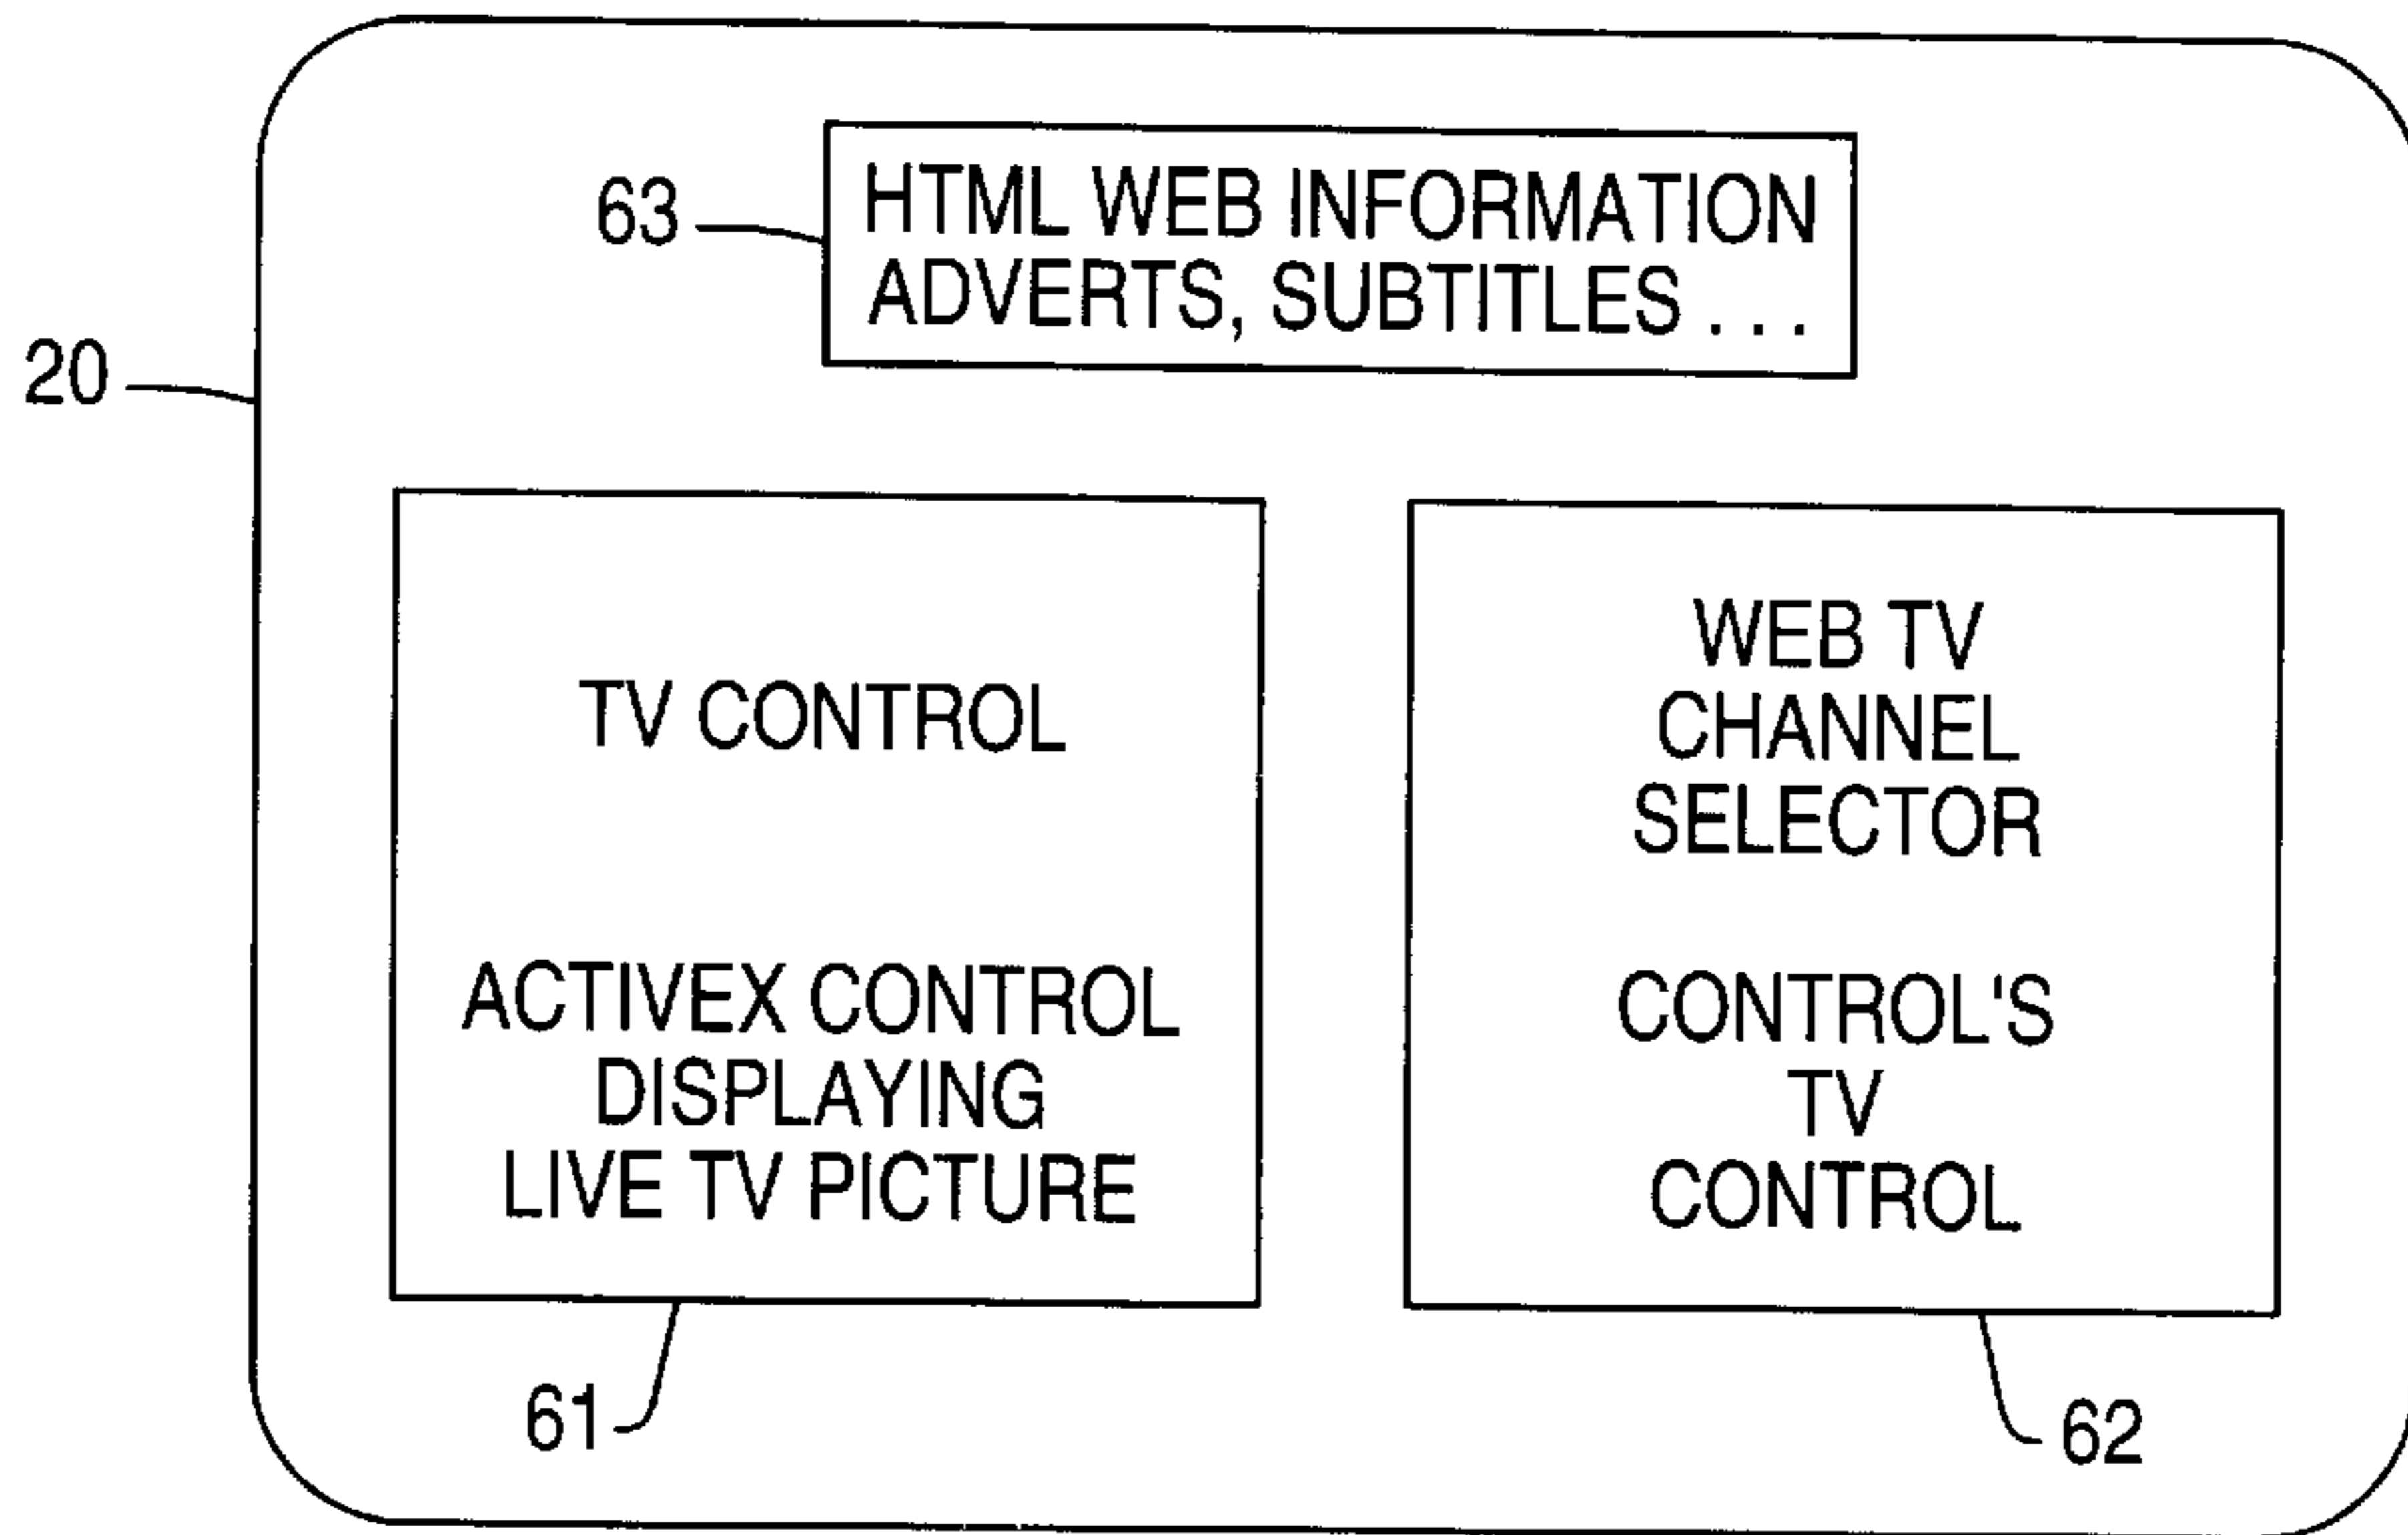 63
HTML WEB INFORMATION
ADVERTS, SUBTITLES . . .
20
TV CONTROL
ACTIVEX CONTROL
DISPLAYING
LIVE TV PICTURE
61
WEB TV
CHANNEL
SELECTOR
CONTROL'S
TV
CONTROL
62